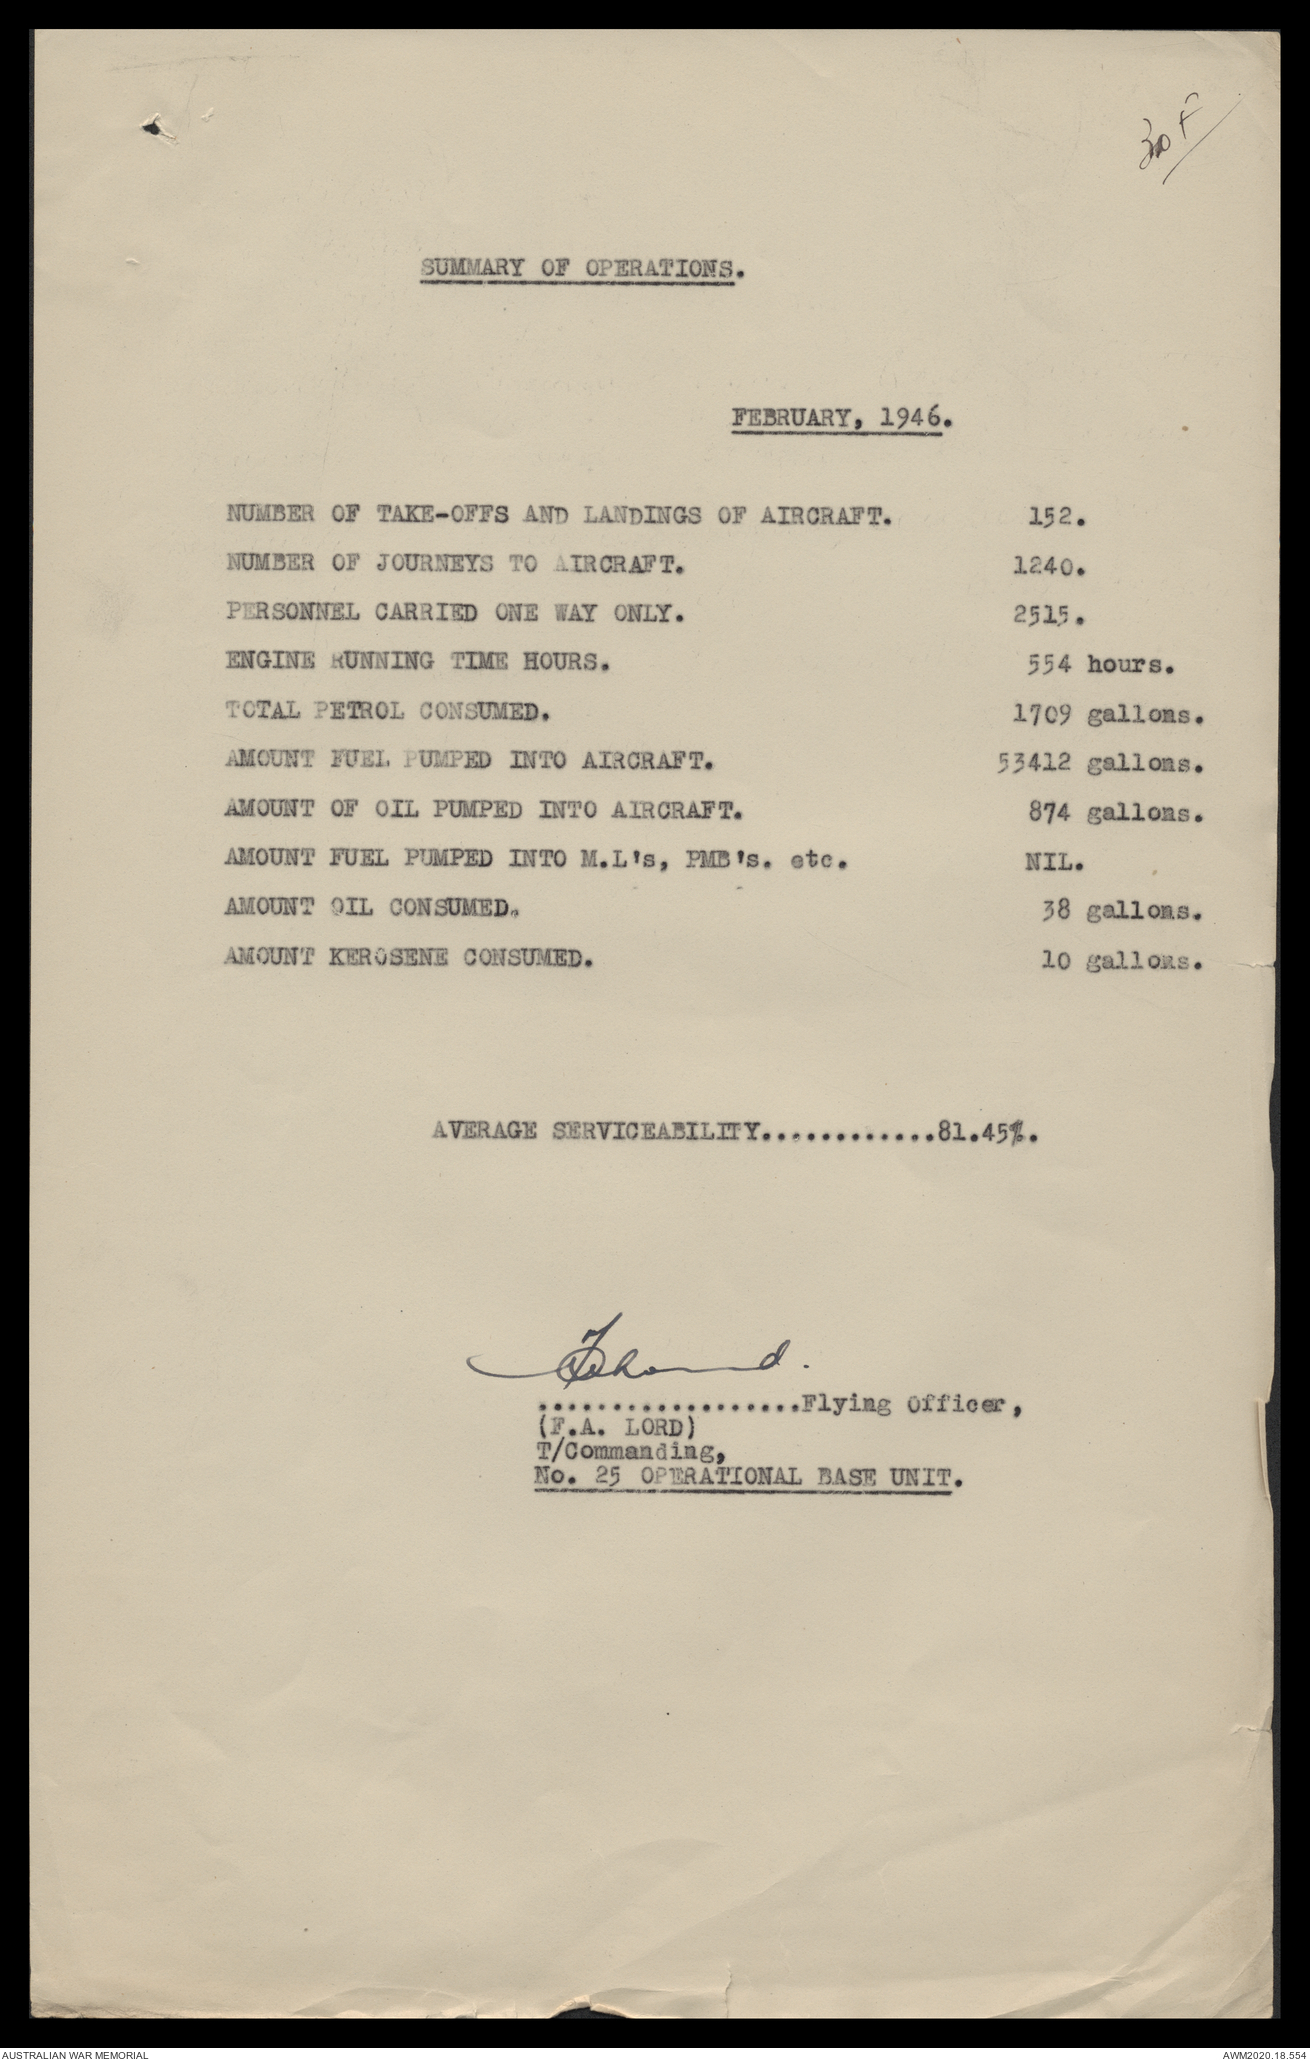 SUMMARY OF OPERATIONS.
FEBRUARY, 1946.
NUMBER OF TAKE-OFFS AND LANDINGS OF AIRCRAFT. 152.
NUMBER OF JOURNEYS TO AIRCRAFT. 1240.
PERSONNEL CARRIED ONE WAY ONLY. 2515.
ENGINE RUNNING TIME HOURS. 554 hours.
TOTAL PETROL CONSUMED. 1709 gallons.
AMOUNT FUEL PUMPED INTO AIRCRAFT. 53412 gallons.
AMOUNT OF OIL PUMPED INTO AIRCRAFT. 874 gallons.
AMOUNT FUEL PUMPED INTO M.L's, PMB's. etc. NIL.
AMOUNT OIL CONSUMED. 38 gallons.
AMOUNT KEROSENE CONSUMED. 10 gallons.
AVERAGE SERVICEABILITY............81.45%.
..................Flying Officer,
(F.A. LORD)
T/Commanding,
No. 25 OPERATIONAL BASE UNIT.
AUSTRALIAN WAR MEMORIAL AWM2020.18.554